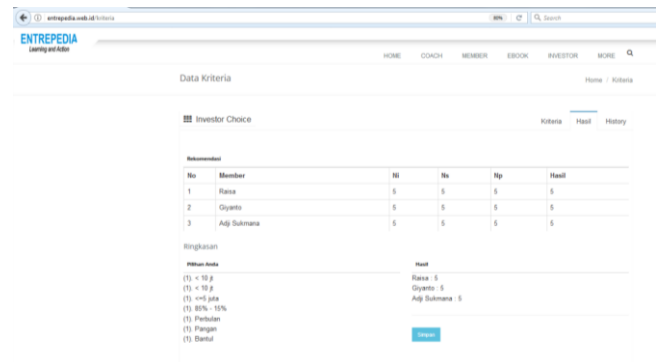 entrepedia.web.id/kriteria
80%
Search
ENTREPEDIA
Learning and Action
HOME COACH MEMBER EBOOK INVESTOR MORE
Data Kriteria
Home / Kriteria
Investor Choice
Kriteria Hasil History
Rekomendasi
No Member Ni Ns Np Hasil
1 Raisa 5 5 5 5
2 Giyanto 5 5 5 5
3 Adji Sukmana 5 5 5 5
Ringkasan
Pilihan Anda Hasil
(1). < 10 jt Raisa : 5
(1). < 10 jt Giyanto : 5
(1). <=5 juta Adji Sukmana : 5
(1). 85% - 15%
(1). Perbulan
(1). Pangan
(1). Bantul
Simpan